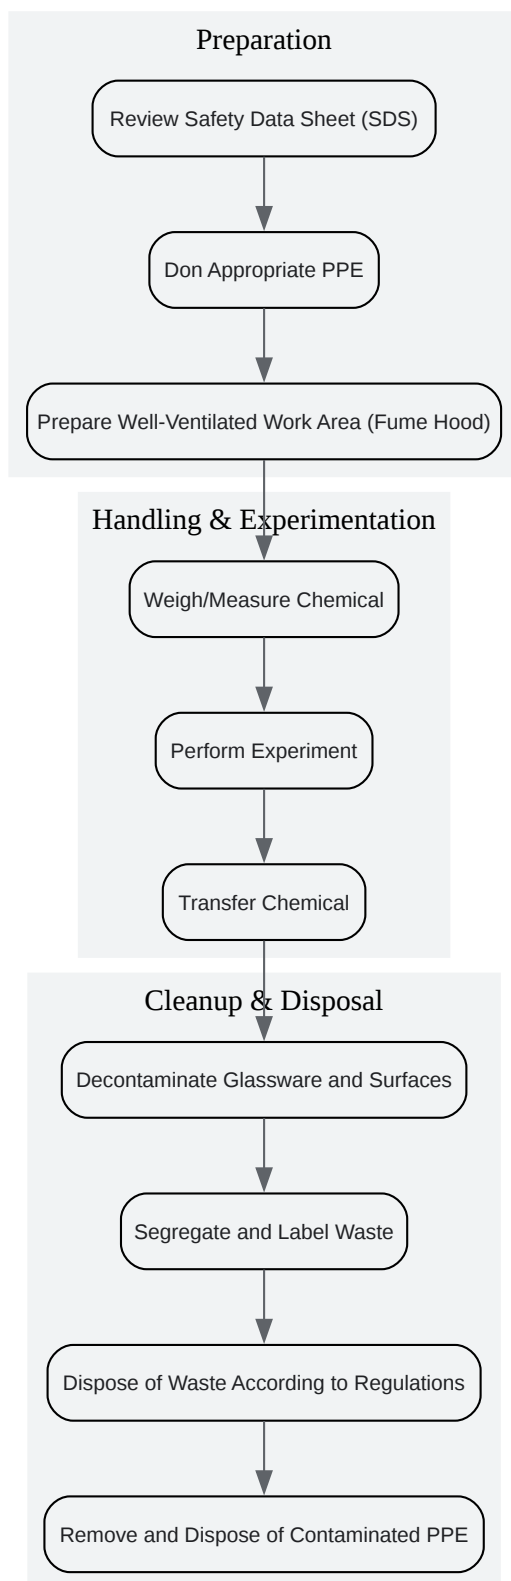 Preparation
Review Safety Data Sheet (SDS)
Don Appropriate PPE
Prepare Well-Ventilated Work Area (Fume Hood)
Handling & Experimentation
Weigh/Measure Chemical
Perform Experiment
Transfer Chemical
Cleanup & Disposal
Decontaminate Glassware and Surfaces
Segregate and Label Waste
Dispose of Waste According to Regulations
Remove and Dispose of Contaminated PPE